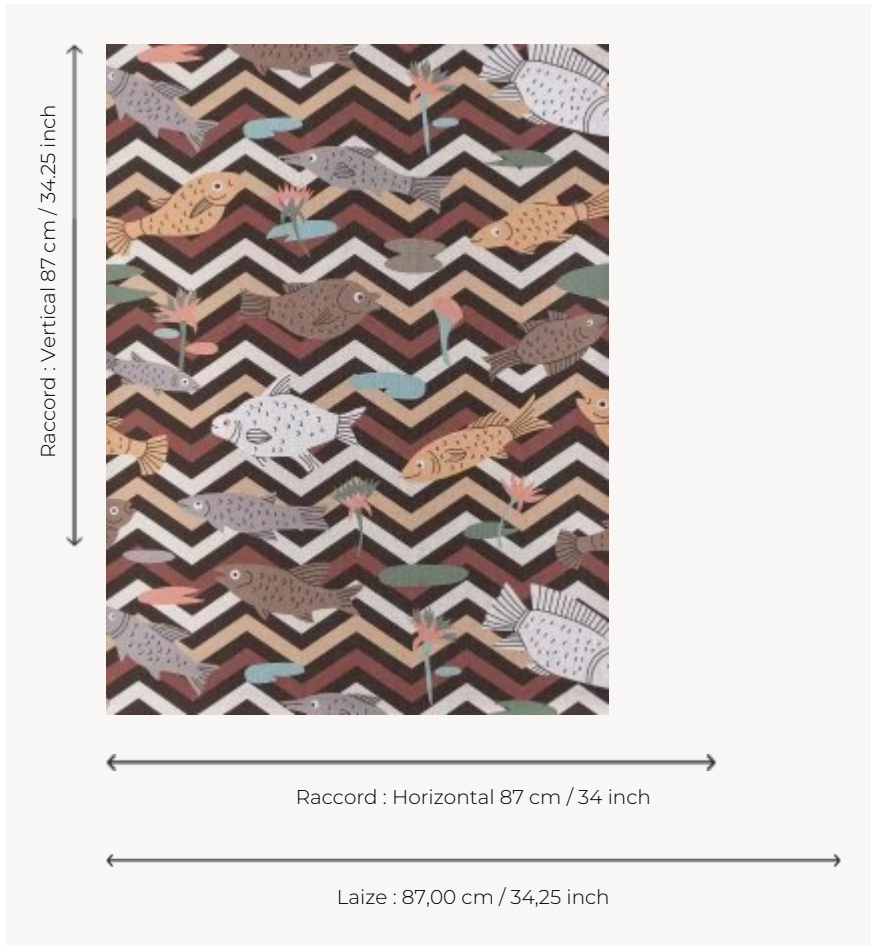 Raccord : Vertical 87 cm / 34.25 inch
Raccord : Horizontal 87 cm / 34 inch
Laize : 87,00 cm / 34,25 inch